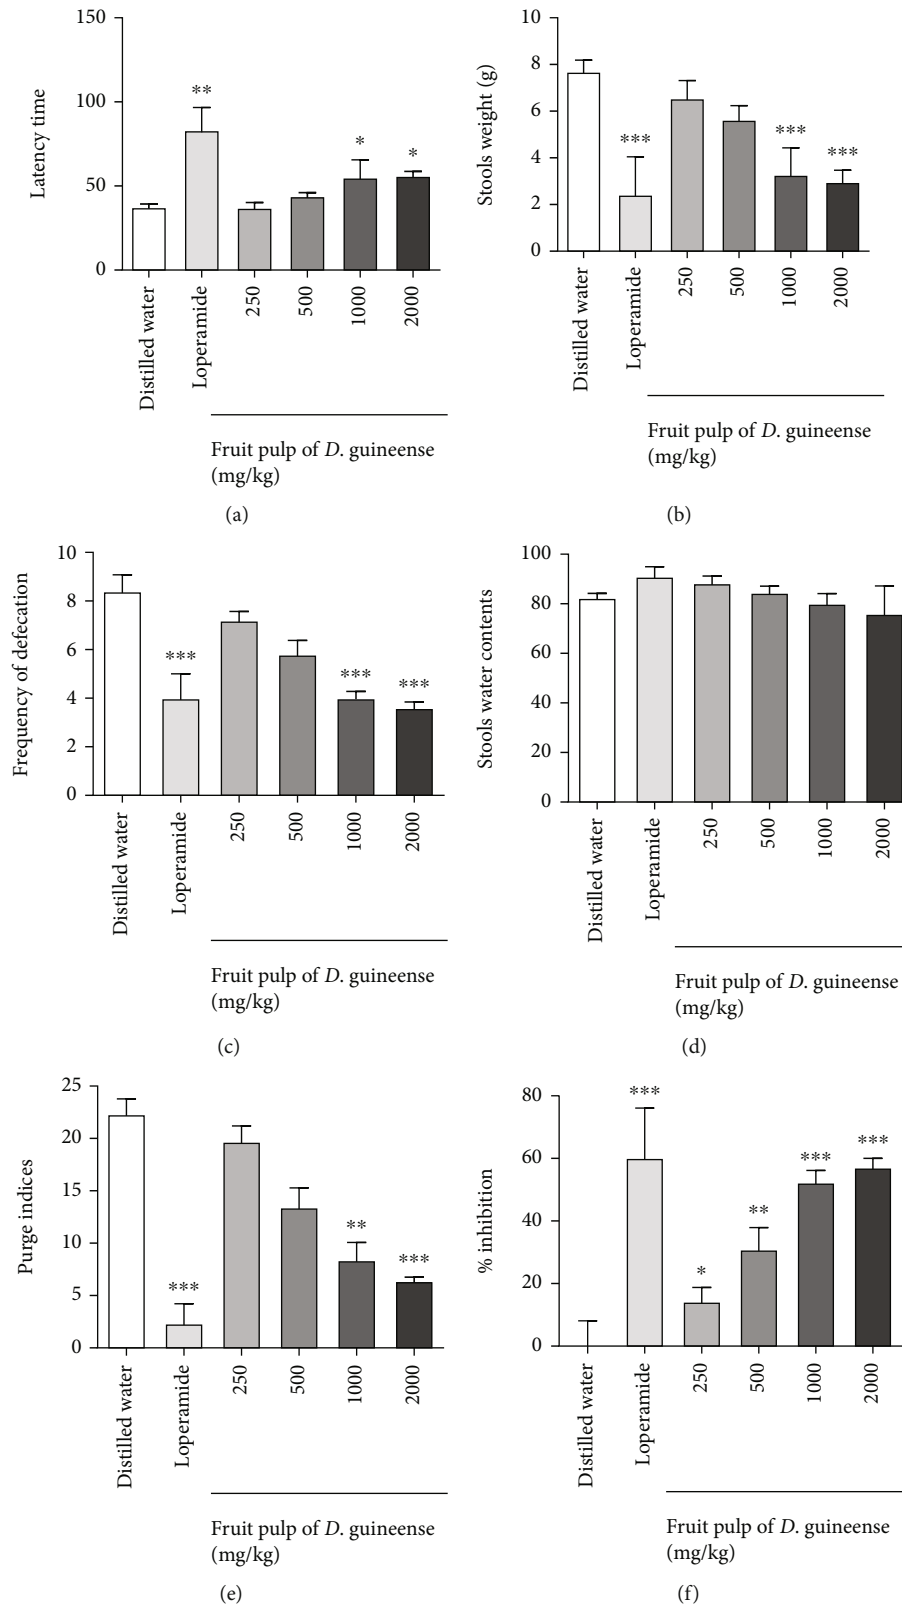 150
100
50
0
Latency time
**
*
*
Distilled water
Loperamide
250
500
1000
2000
Fruit pulp of D. guineense
(mg/kg)
(a)
10
8
6
4
2
0
Stools weight (g)
***
***
***
Distilled water
Loperamide
250
500
1000
2000
Fruit pulp of D. guineense
(mg/kg)
(b)
10
8
6
4
2
0
Frequency of defecation
***
***
***
Distilled water
Loperamide
250
500
1000
2000
Fruit pulp of D. guineense
(mg/kg)
(c)
100
80
60
40
20
0
Stools water contents
Distilled water
Loperamide
250
500
1000
2000
Fruit pulp of D. guineense
(mg/kg)
(d)
25
20
15
10
5
0
Purge indices
***
**
***
Distilled water
Loperamide
250
500
1000
2000
Fruit pulp of D. guineense
(mg/kg)
(e)
80
60
40
20
0
% inhibition
***
*
**
***
***
Distilled water
Loperamide
250
500
1000
2000
Fruit pulp of D. guineense
(mg/kg)
(f)